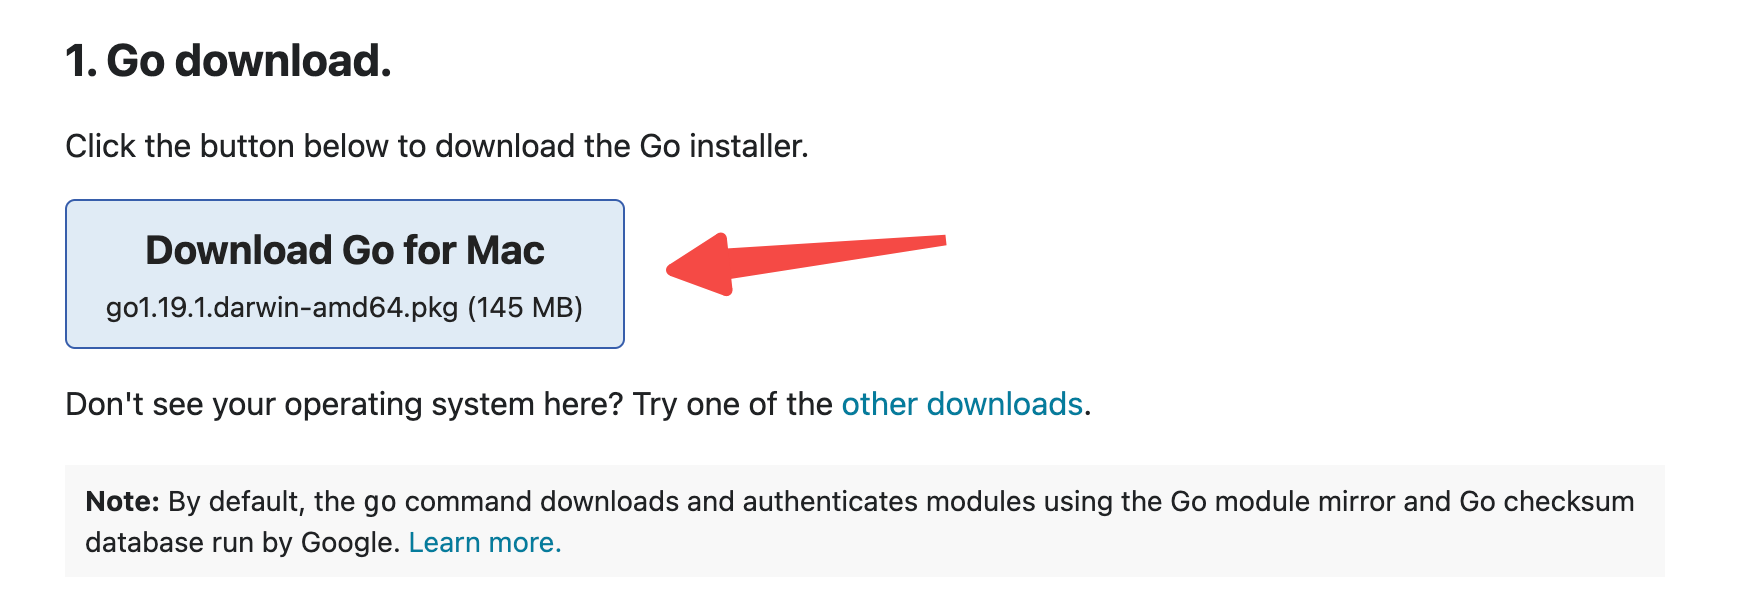 1. Go download.
Click the button below to download the Go installer.
Download Go for Mac
go1.19.1.darwin-amd64.pkg (145 MB)
Don't see your operating system here? Try one of the other downloads.
Note: By default, the go command downloads and authenticates modules using the Go module mirror and Go checksum
database run by Google. Learn more.